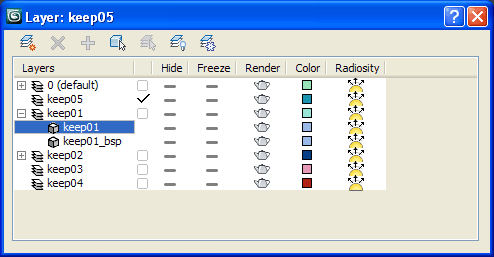 Layer: keep05
Layers Hide Freeze Render Color Radiosity
0 (default)
keep05
keep01
keep01
keep01_bsp
keep02
keep03
keep04